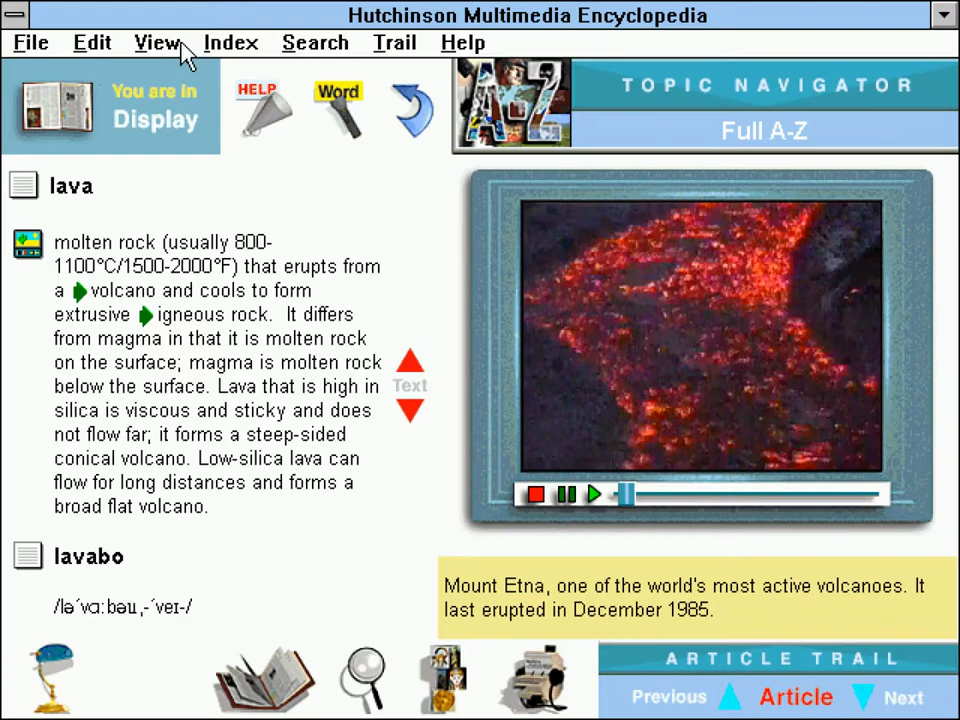 Hutchinson Multimedia Encyclopedia
File Edit View Index Search Trail Help
You are in
Display
HELP
Word
A-Z
TOPIC NAVIGATOR
Full A-Z
lava
molten rock (usually 800-
1100°C/1500-2000°F) that erupts from
a volcano and cools to form
extrusive igneous rock. It differs
from magma in that it is molten rock
on the surface; magma is molten rock
below the surface. Lava that is high in
silica is viscous and sticky and does
not flow far; it forms a steep-sided
conical volcano. Low-silica lava can
flow for long distances and forms a
broad flat volcano.
Text
lavabo
/ləˈvɑːbəʊ,-ˈveɪ-/
Mount Etna, one of the world's most active volcanoes. It
last erupted in December 1985.
ARTICLE TRAIL
Previous Article Next